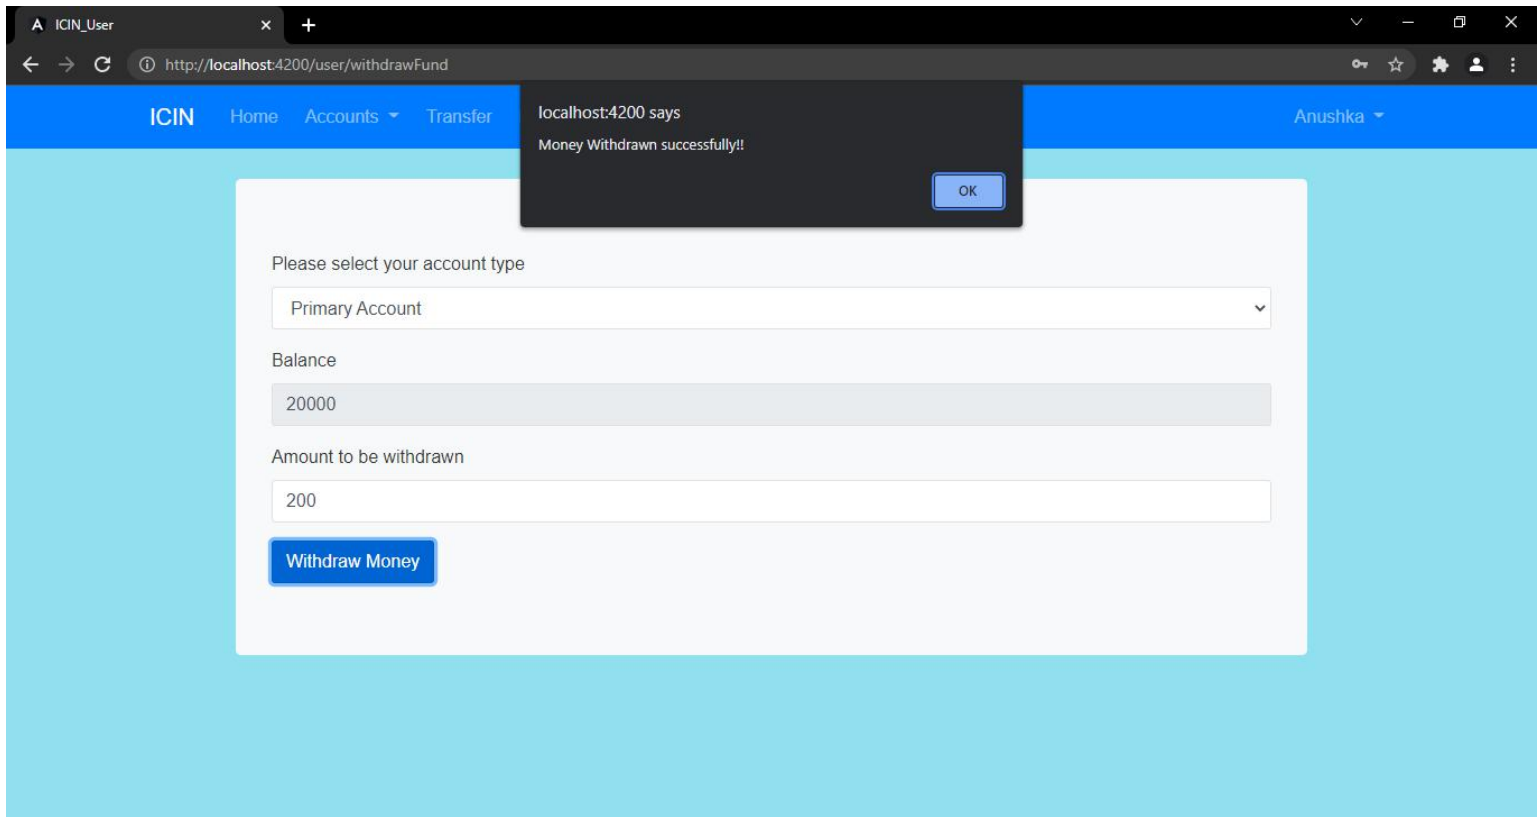 ICIN_User
http://localhost:4200/user/withdrawFund
ICIN Home Accounts Transfer Anushka
localhost:4200 says
Money Withdrawn successfully!!
OK
Please select your account type
Primary Account
Balance
20000
Amount to be withdrawn
200
Withdraw Money